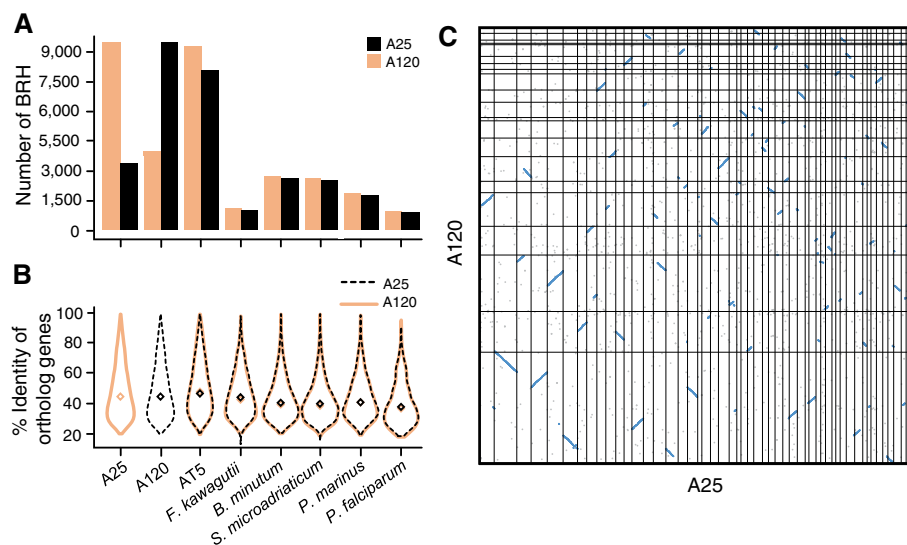 A
Number of BRH
9,000
7,500
6,000
5,500
3,000
1,500
0
A25
A120
B
% Identity of
ortholog genes
100
80
60
40
20
A25
A120
A25
A120
AT5
F. kawagutii
B. minutum
S. microadriaticum
P. marinus
P. falciparum
C
A120
A25